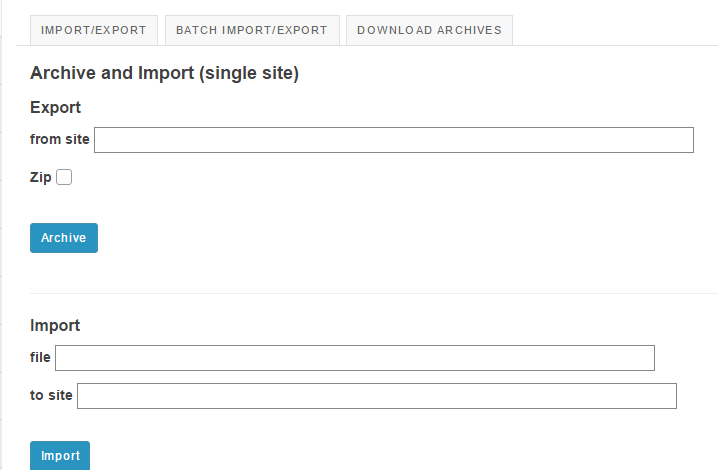 IMPORT/EXPORT BATCH IMPORT/EXPORT DOWNLOAD ARCHIVES
Archive and Import (single site)
Export
from site
Zip
Archive
Import
file
to site
Import